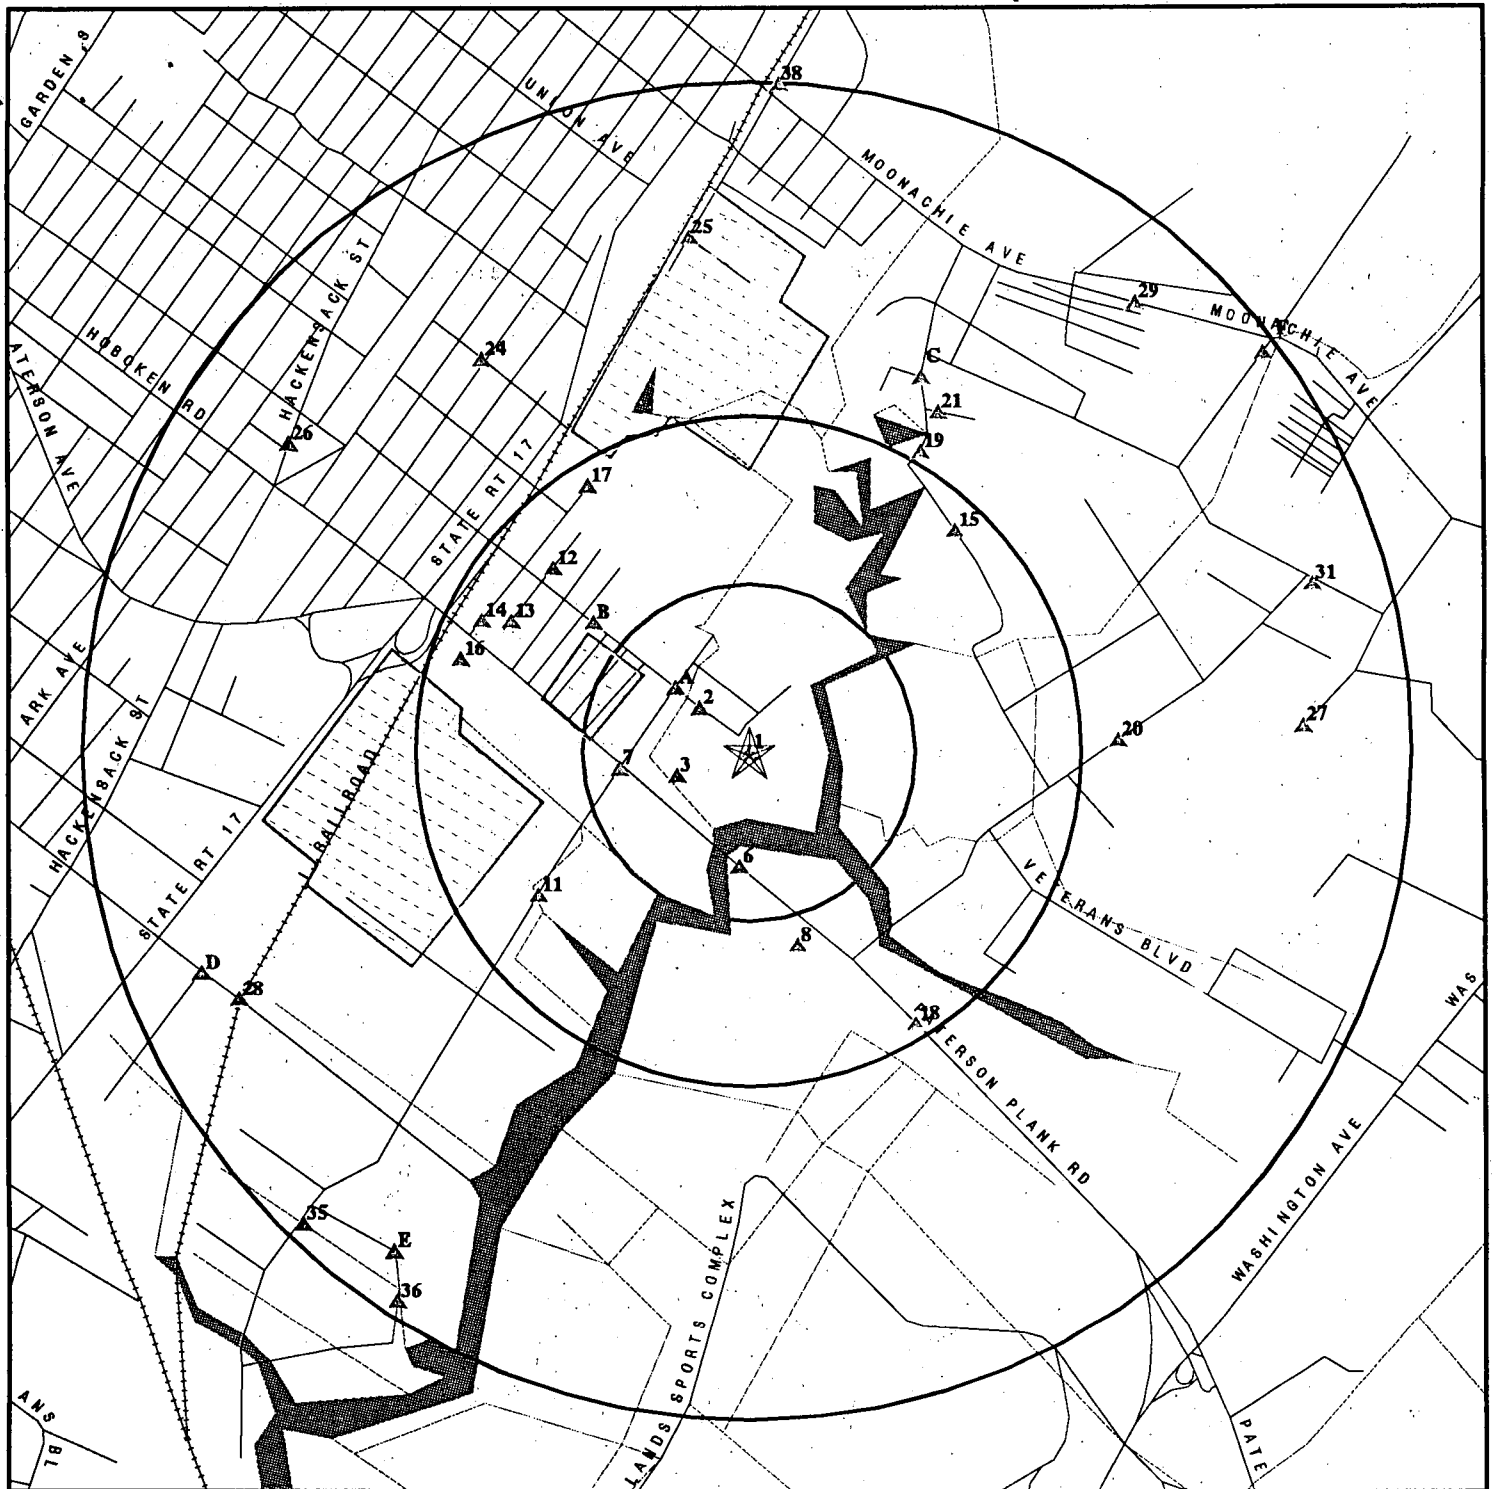 38
GARDEN S
UNION AVE
MOONACHIE AVE
25
29
MOONACHIE AVE
HACKENSACK ST
HOBOKEN RD
24
C
21
ATERSON AVE
26
19
STATE RT 17
17
15
12
31
14
13
B
16
ARK AVE
A
2
27
HACKENSACK ST
1
20
7
3
RAILROAD
STATE RT 17
6
11
VETERANS BLVD
8
D
28
WAS
18
ATERSON PLANK RD
WASHINGTON AVE
35
E
LANDS SPORTS COMPLEX
36
ANS BL
PATE